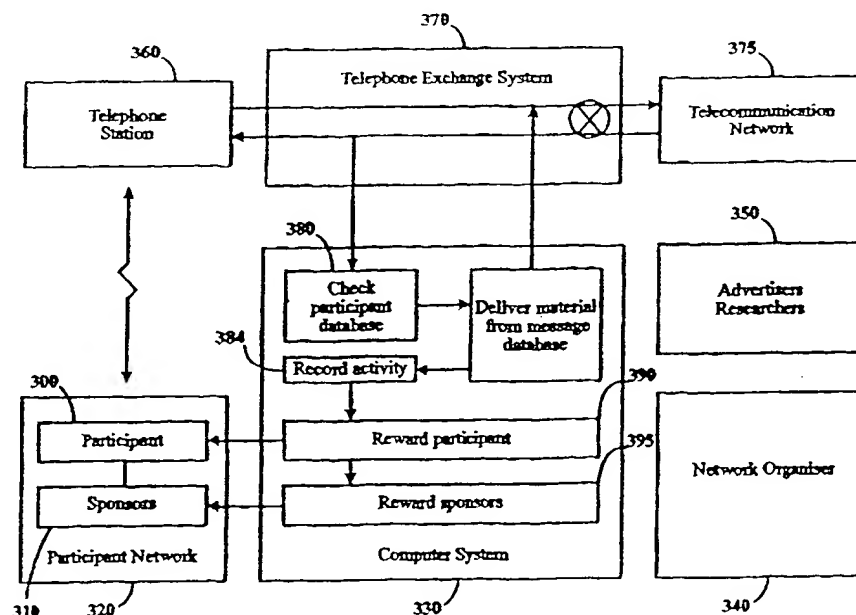 370
360
375
Telephone Exchange System
Telephone
Station
Telecommunication
Network
380
350
Check
participant
database
Deliver material
from message
database
Advertisers
Researchers
384
Record activity
300
390
Participant
Reward participant
395
Network Organiser
Sponsors
Reward sponsors
Participant Network
Computer System
310
320
330
340